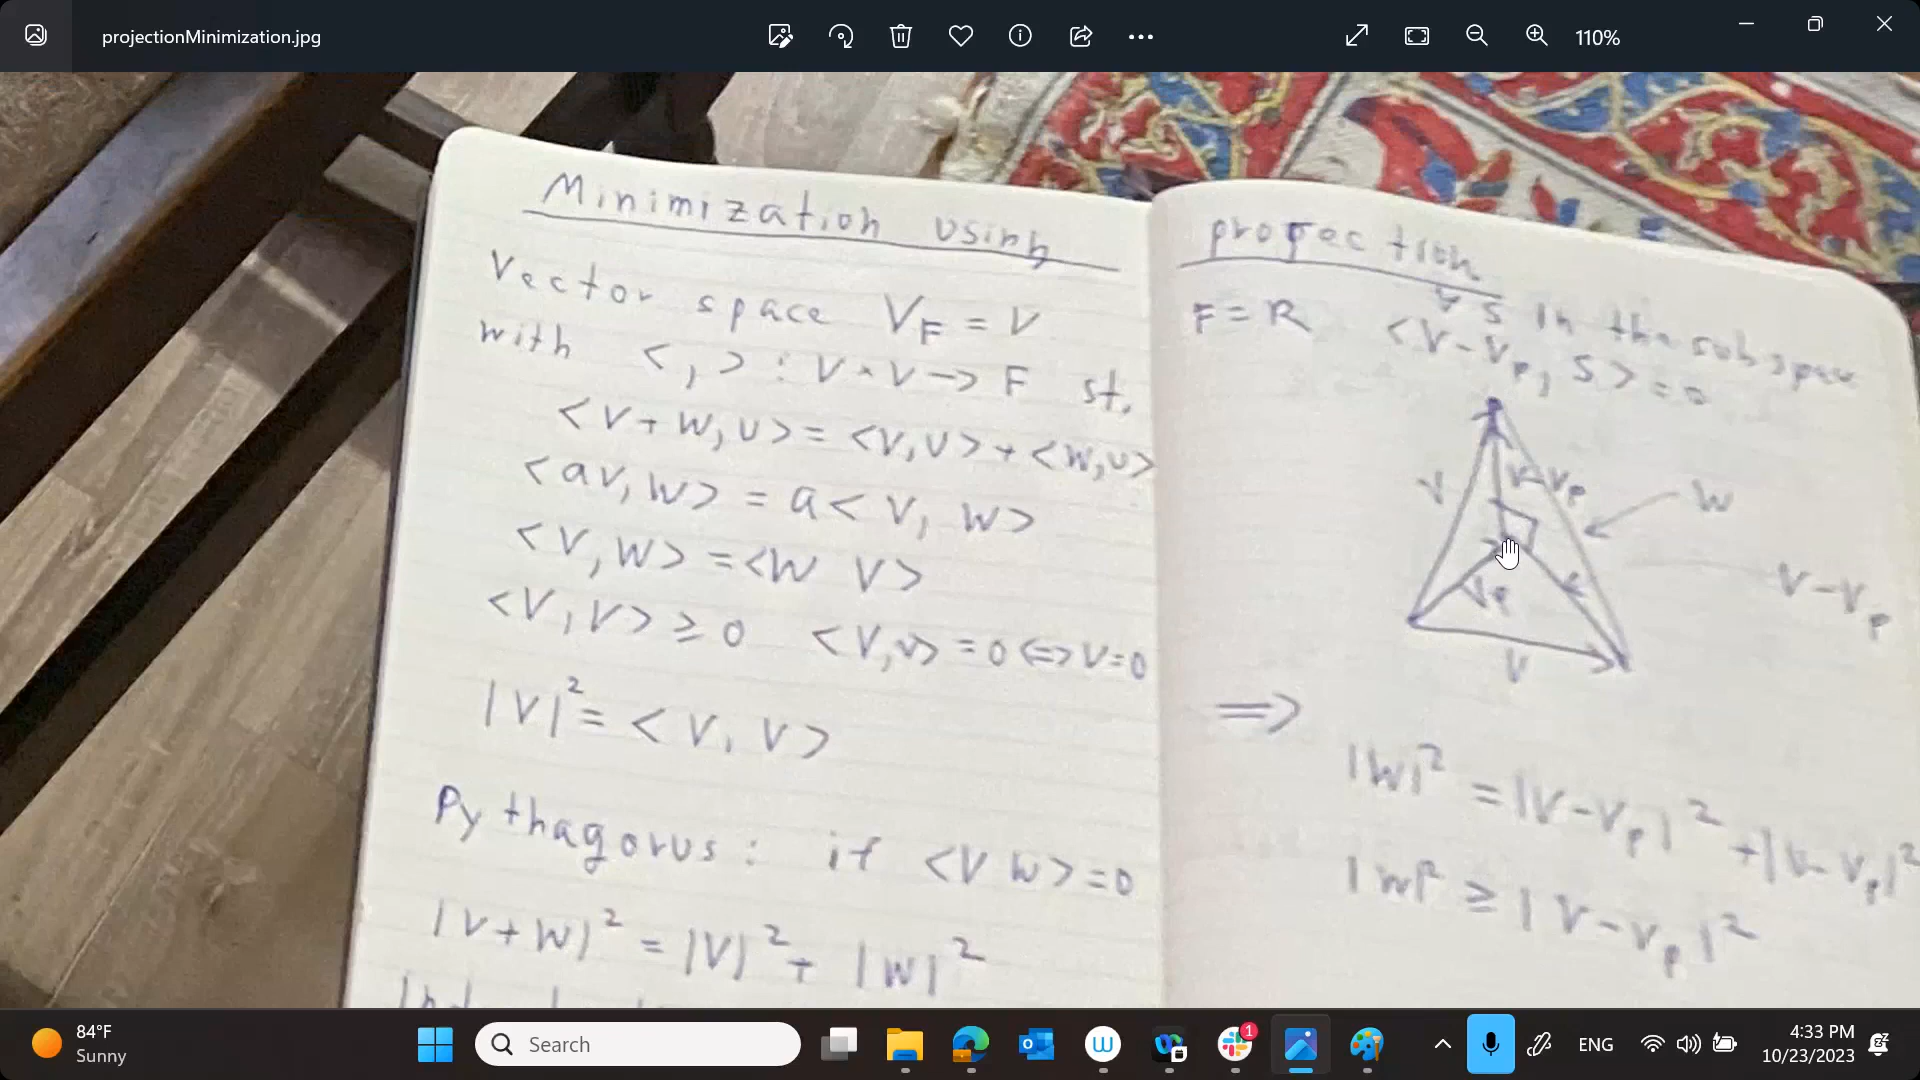 projectionMinimization.jpg
110%
Minimization using projection
Vector space V_F = V
with < , > : V × V → F st.
<V + W, U> = <V, U> + <W, U>
<av, w> = a< v, w>
<V, W> = <W V>
<V, V> ≥ 0 <V, V> = 0 <=> V = 0
|V|² = < V, V >
Pythagorus : if <V W> = 0
|V + W|² = |V|² + |W|²
F = R
∀ s in the subspace
<V - V_p, S> = 0
V
V - V_p
W
V_p
V - V_p
V
=>
|W|² = |V - V_p|² + |V - V_p|²
|W|² ≥ | V - V_p |²
84°F
Sunny
Search
1
ENG
4:33 PM
10/23/2023